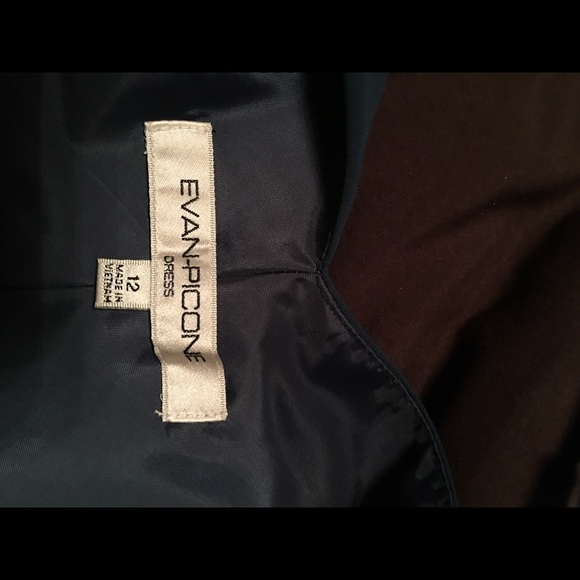 EVAN-PICONE
DRESS
12
MADE IN
VIETNAM